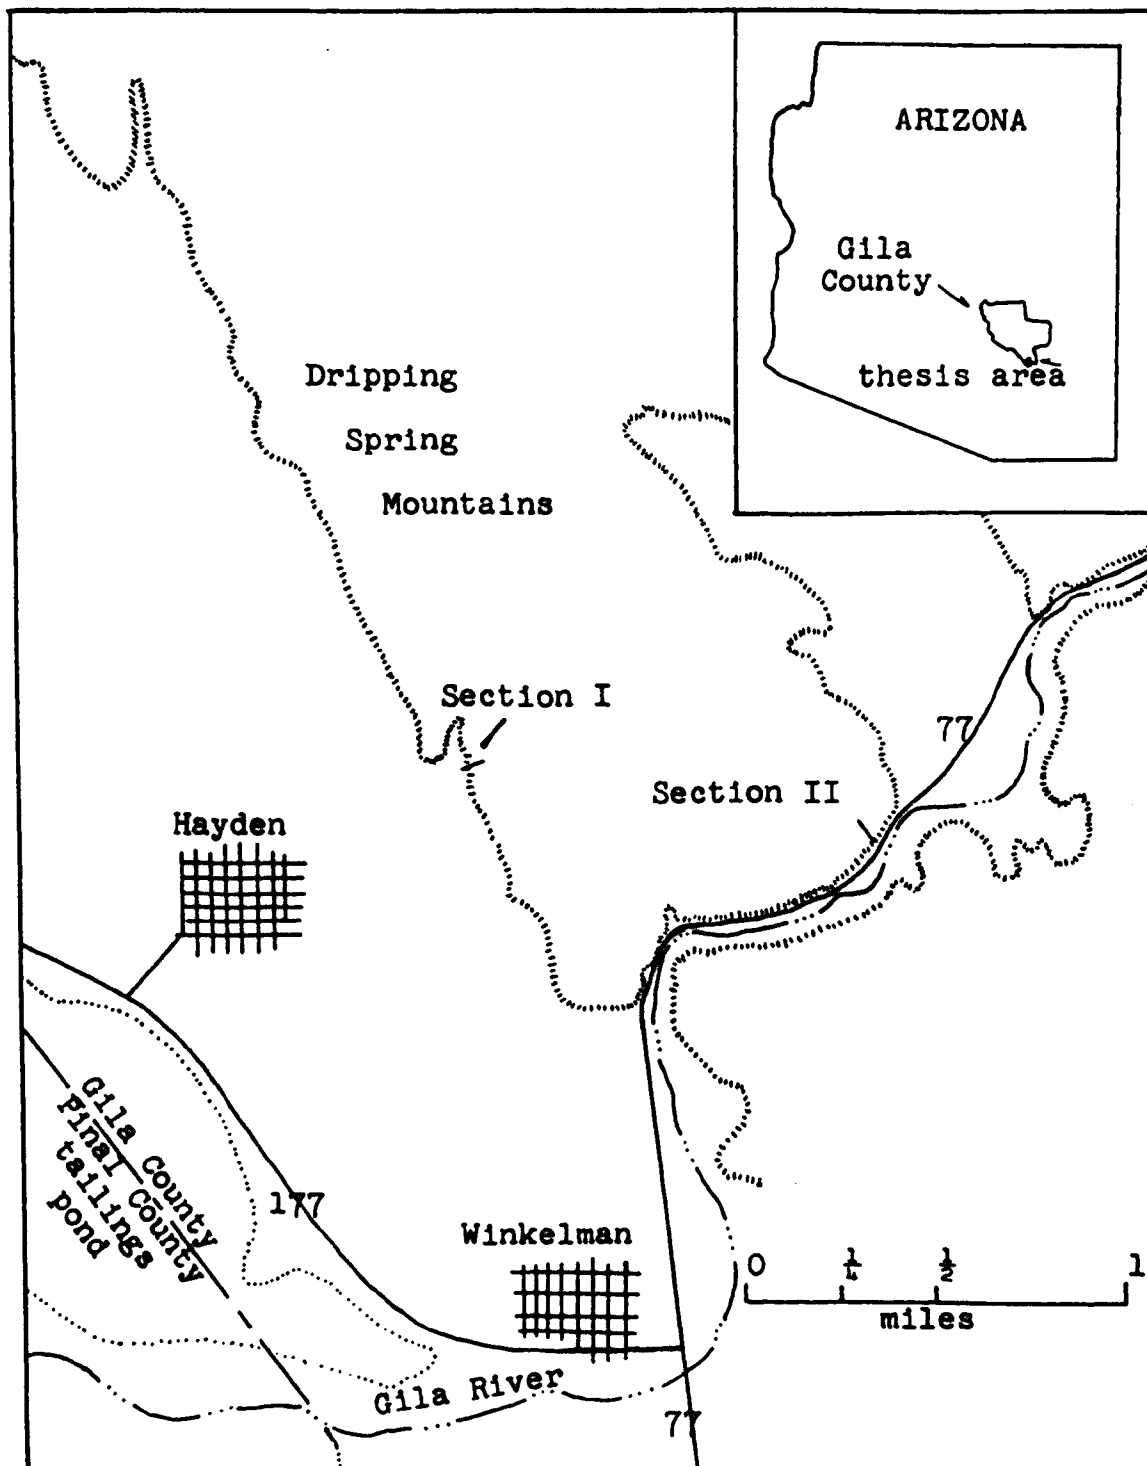 ARIZONA
Gila
County
thesis area
Dripping
Spring
Mountains
Section I
77
Section II
Hayden
Gila County
Pinal County
tailings
pond
177
Winkelman
0 ¼ ½ 1
miles
Gila River
77